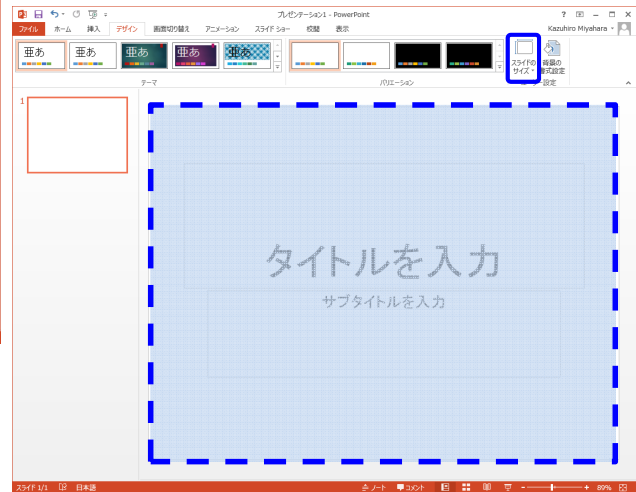 プレゼンテーション1 - PowerPoint
ファイル ホーム 挿入 デザイン 画面切り替え アニメーション スライド ショー 校閲 表示 Kazuhiro Miyahara
亜あ 亜あ 亜あ 亜あ 亜あ
スライドの サイズ
背景の 書式設定
テーマ バリエーション
1
タイトルを入力
サブタイトルを入力
スライド 1/1 日本語 ノート コメント 89%